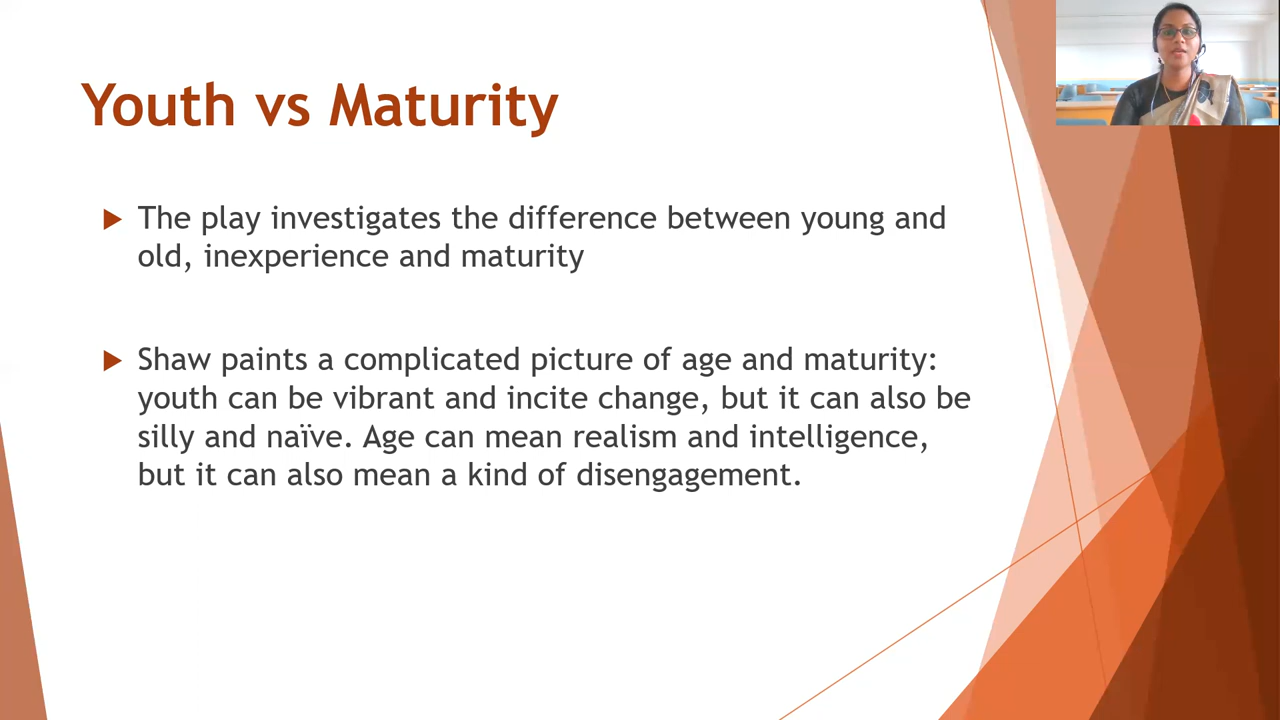 Youth vs Maturity
The play investigates the difference between young and
old, inexperience and maturity
Shaw paints a complicated picture of age and maturity:
youth can be vibrant and incite change, but it can also be
silly and naïve. Age can mean realism and intelligence,
but it can also mean a kind of disengagement.